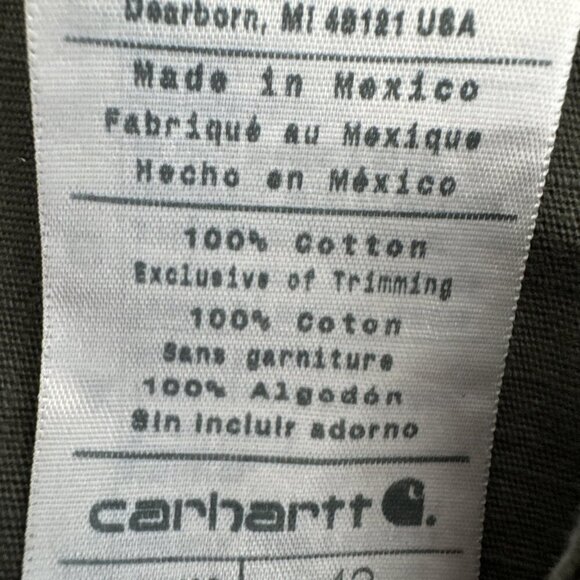 Dearborn, MI 48121 USA
Made in Mexico
Fabriqué au Mexique
Hecho en México
100% Cotton
Exclusive of Trimming
100% Coton
Sans garniture
100% Algodón
Sin incluir adorno
carhartt